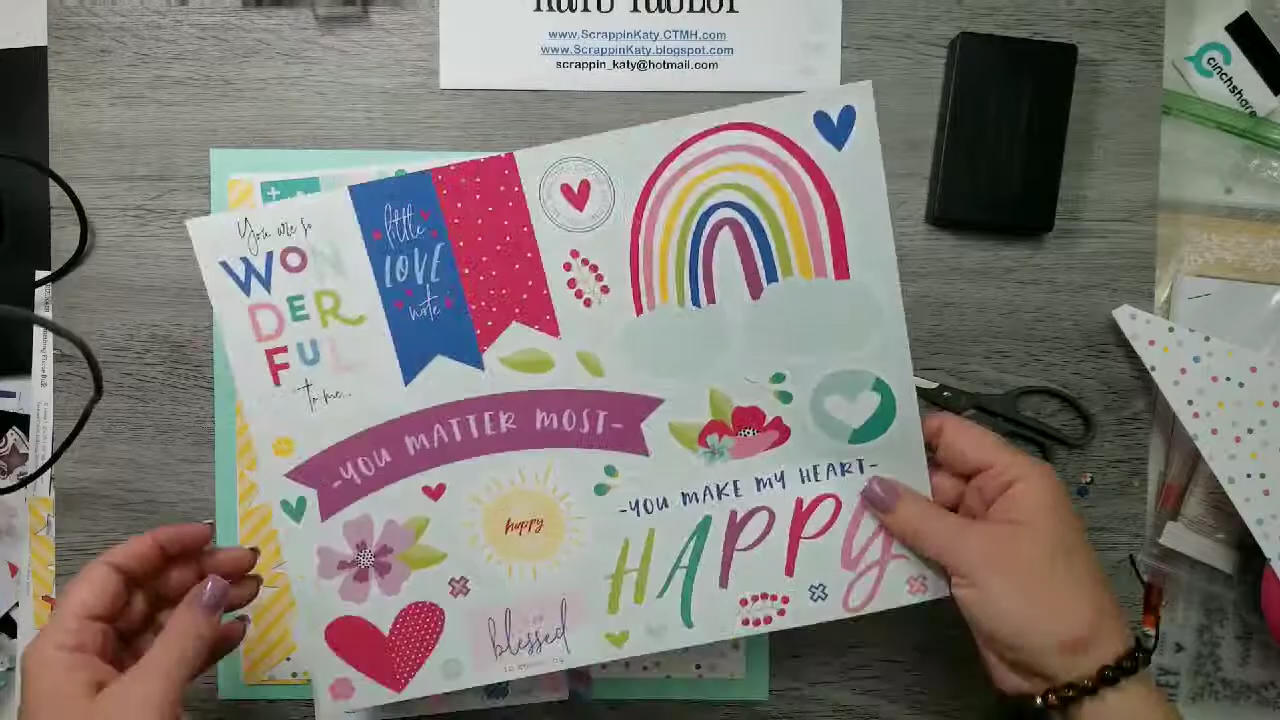 www.ScrappinKaty.CTMH.com
www.ScrappinKaty.blogspot.com
scrappin_katy@hotmail.com
cinchshare
You are so
WONDERFUL
to me...
little
LOVE
note
-YOU MATTER MOST-
happy
-YOU MAKE MY HEART-
HAPPY
blessed